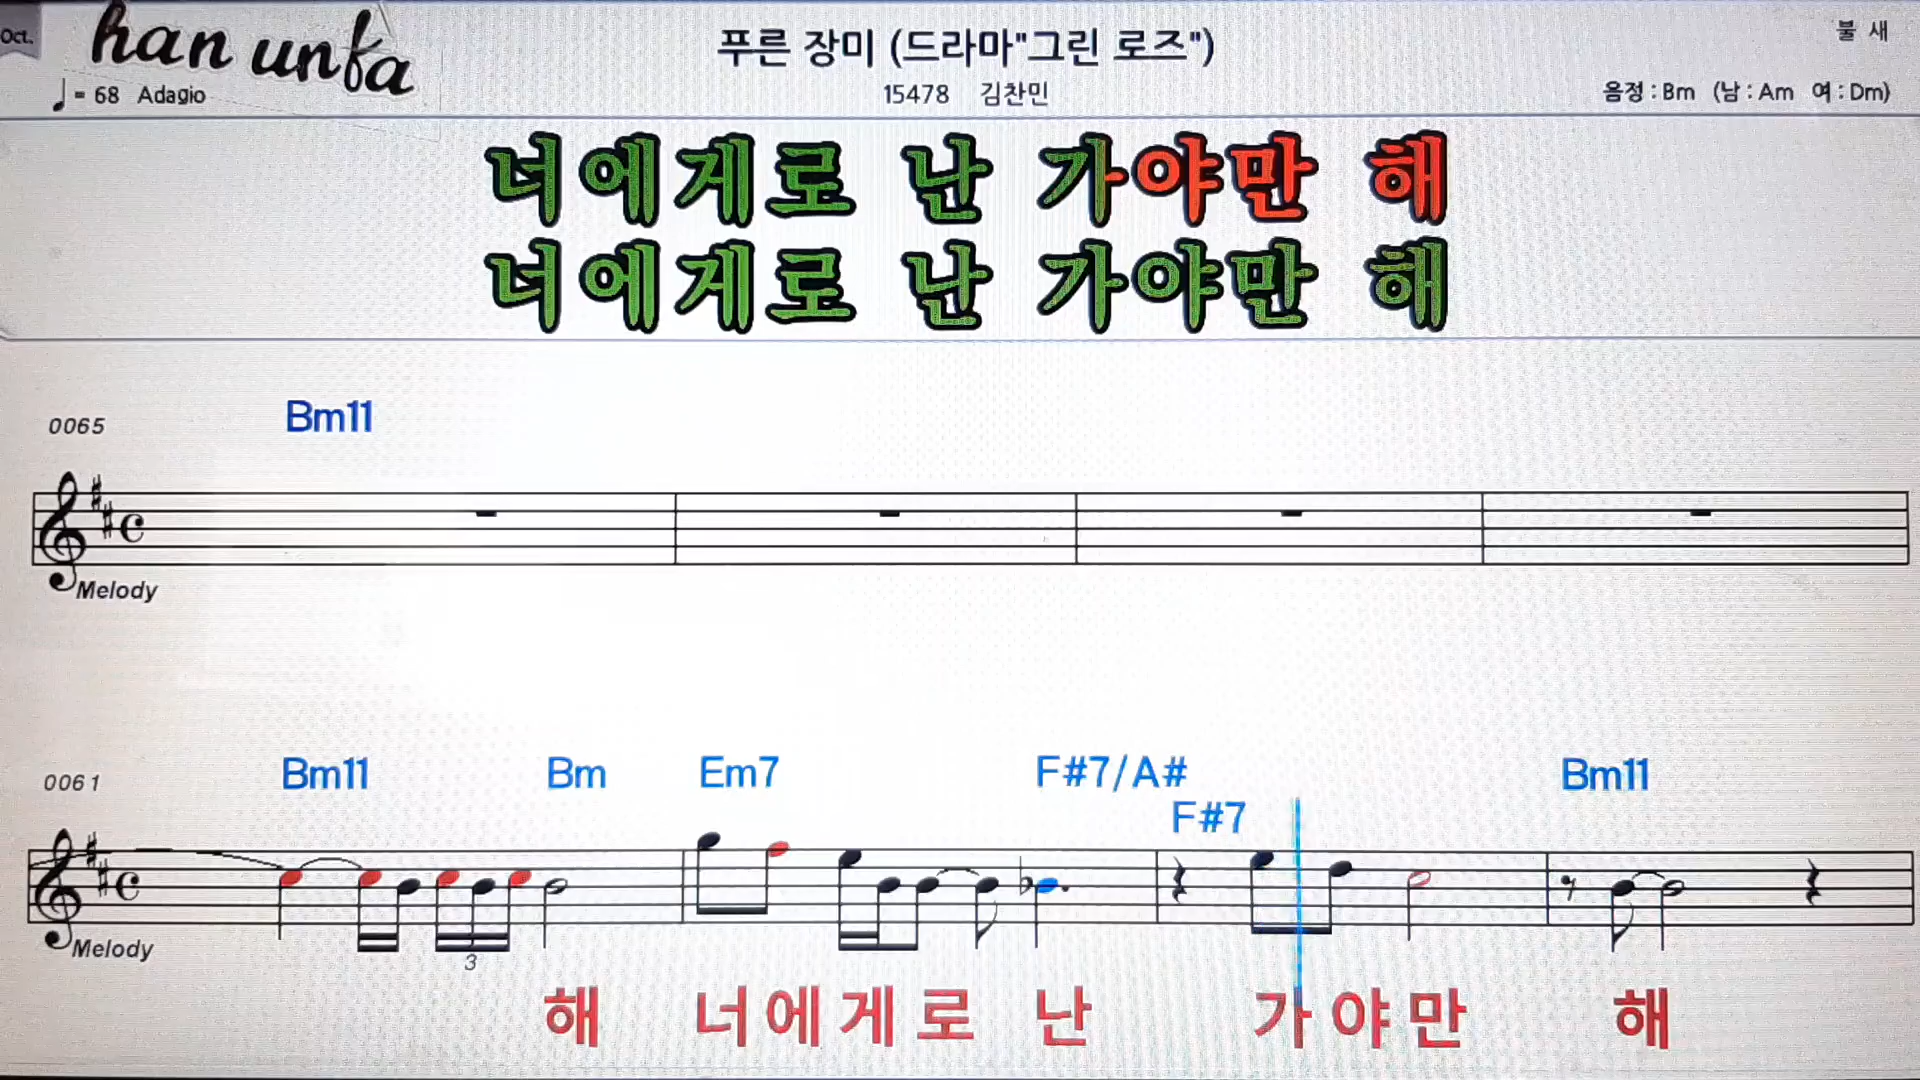 Oct.
han unfa
푸른 장미 (드라마"그린 로즈")
불 새
♩= 68 Adagio
15478 김찬민
음정 : Bm (남 : Am 여 : Dm)
너에게로 난 가야만 해
너에게로 난 가야만 해
0065
Bm11
Melody
0061
Bm11 Bm Em7 F#7/A# F#7 Bm11
Melody
3
해 너에게로 난 가야만 해